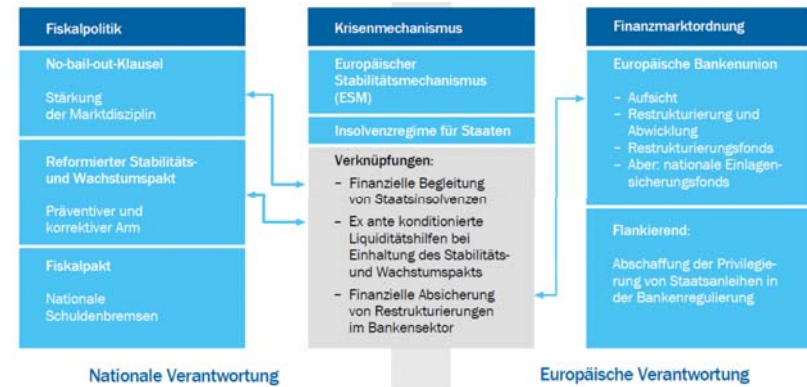 Fiskalpolitik
No-bail-out-Klausel
Stärkung
der Marktdisziplin
Reformierter Stabilitäts-
und Wachstumspakt
Präventiver und
korrektiver Arm
Fiskalpakt
Nationale
Schuldenbremsen
Krisenmechanismus
Europäischer
Stabilitätsmechanismus
(ESM)
Insolvenzregime für Staaten
Verknüpfungen:
– Finanzielle Begleitung
von Staatsinsolvenzen
– Ex ante konditionierte
Liquiditätshilfen bei
Einhaltung des Stabilitäts-
und Wachstumspakts
– Finanzielle Absicherung
von Restrukturierungen
im Bankensektor
Finanzmarktordnung
Europäische Bankenunion
– Aufsicht
– Restrukturierung und
Abwicklung
– Restrukturierungsfonds
– Aber: nationale Einlagen-
sicherungsfonds
Flankierend:
Abschaffung der Privilegie-
rung von Staatsanleihen in
der Bankenregulierung
Nationale Verantwortung
Europäische Verantwortung